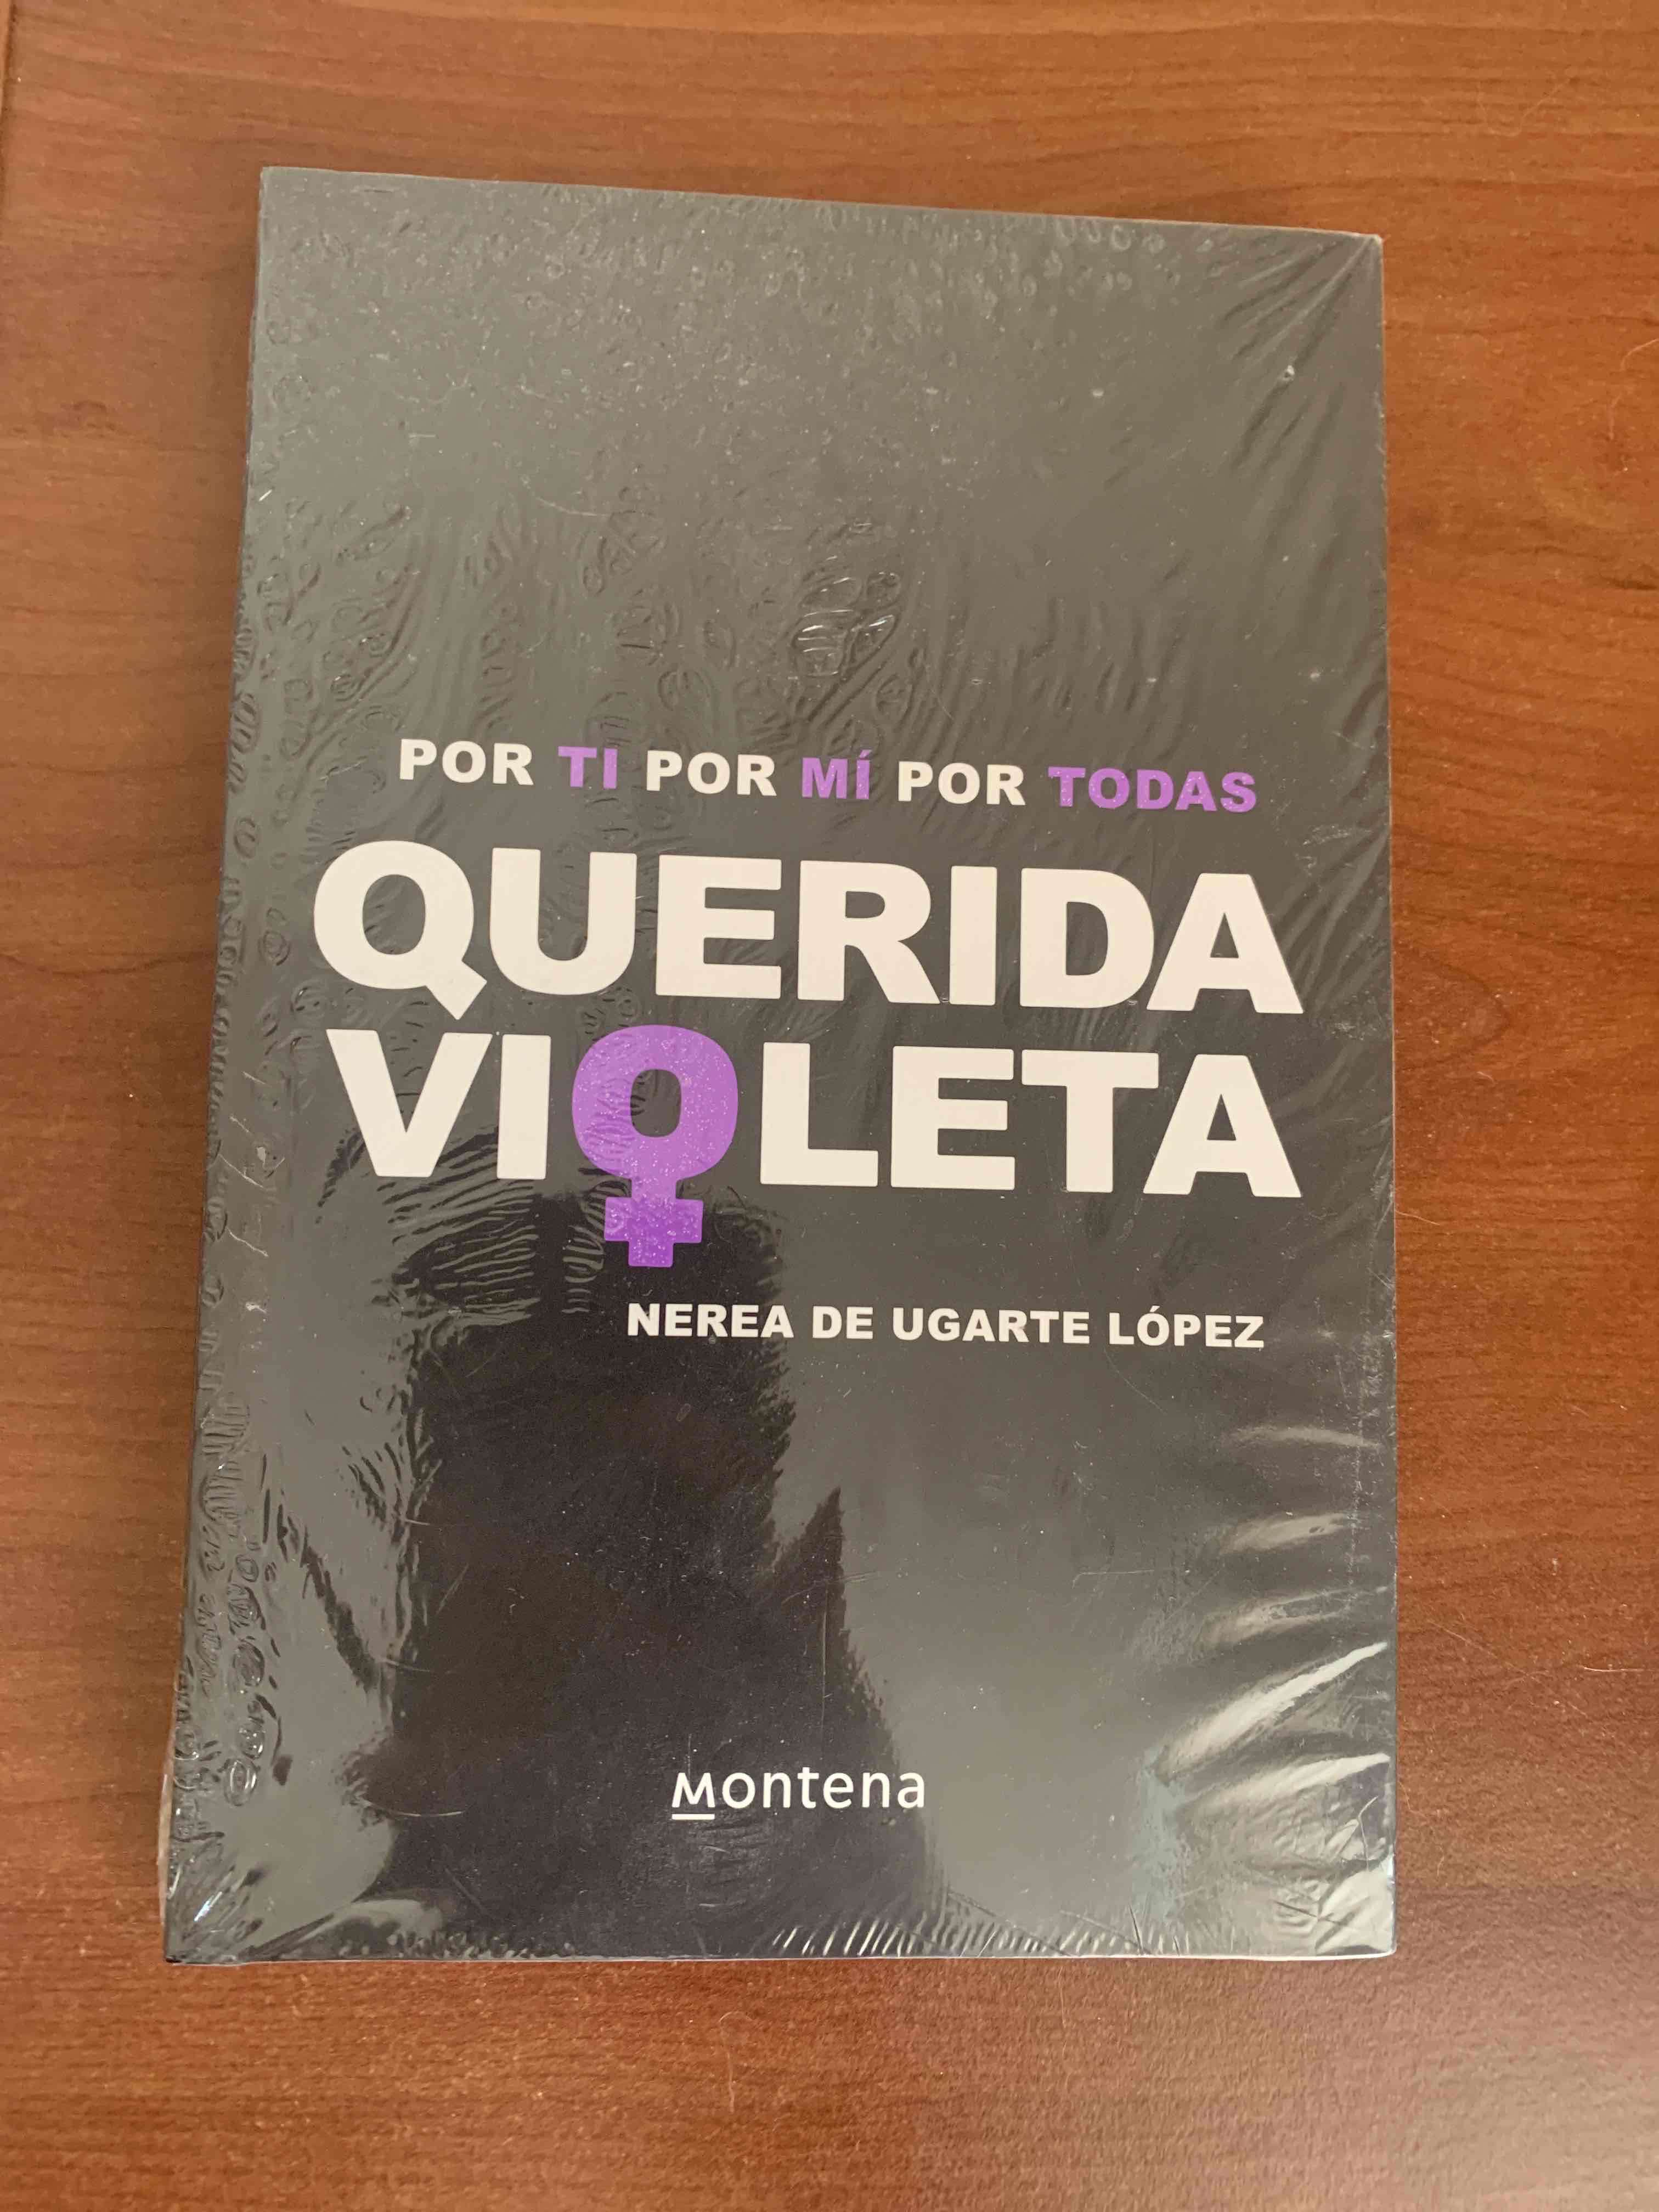 POR TI POR MÍ POR TODAS
QUERIDA
VIOLETA
NEREA DE UGARTE LÓPEZ
Montena